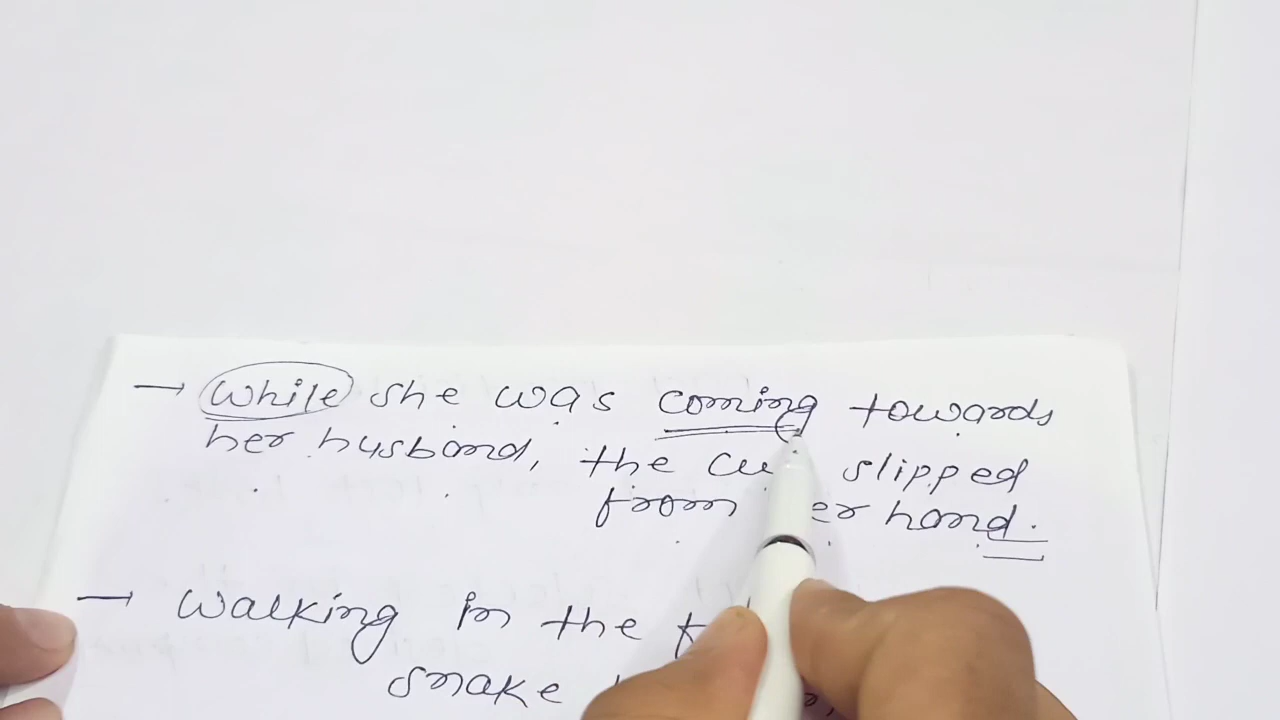 → While she was coming towards
her husband, the slipped
from hand.
→ Walking in the
snake